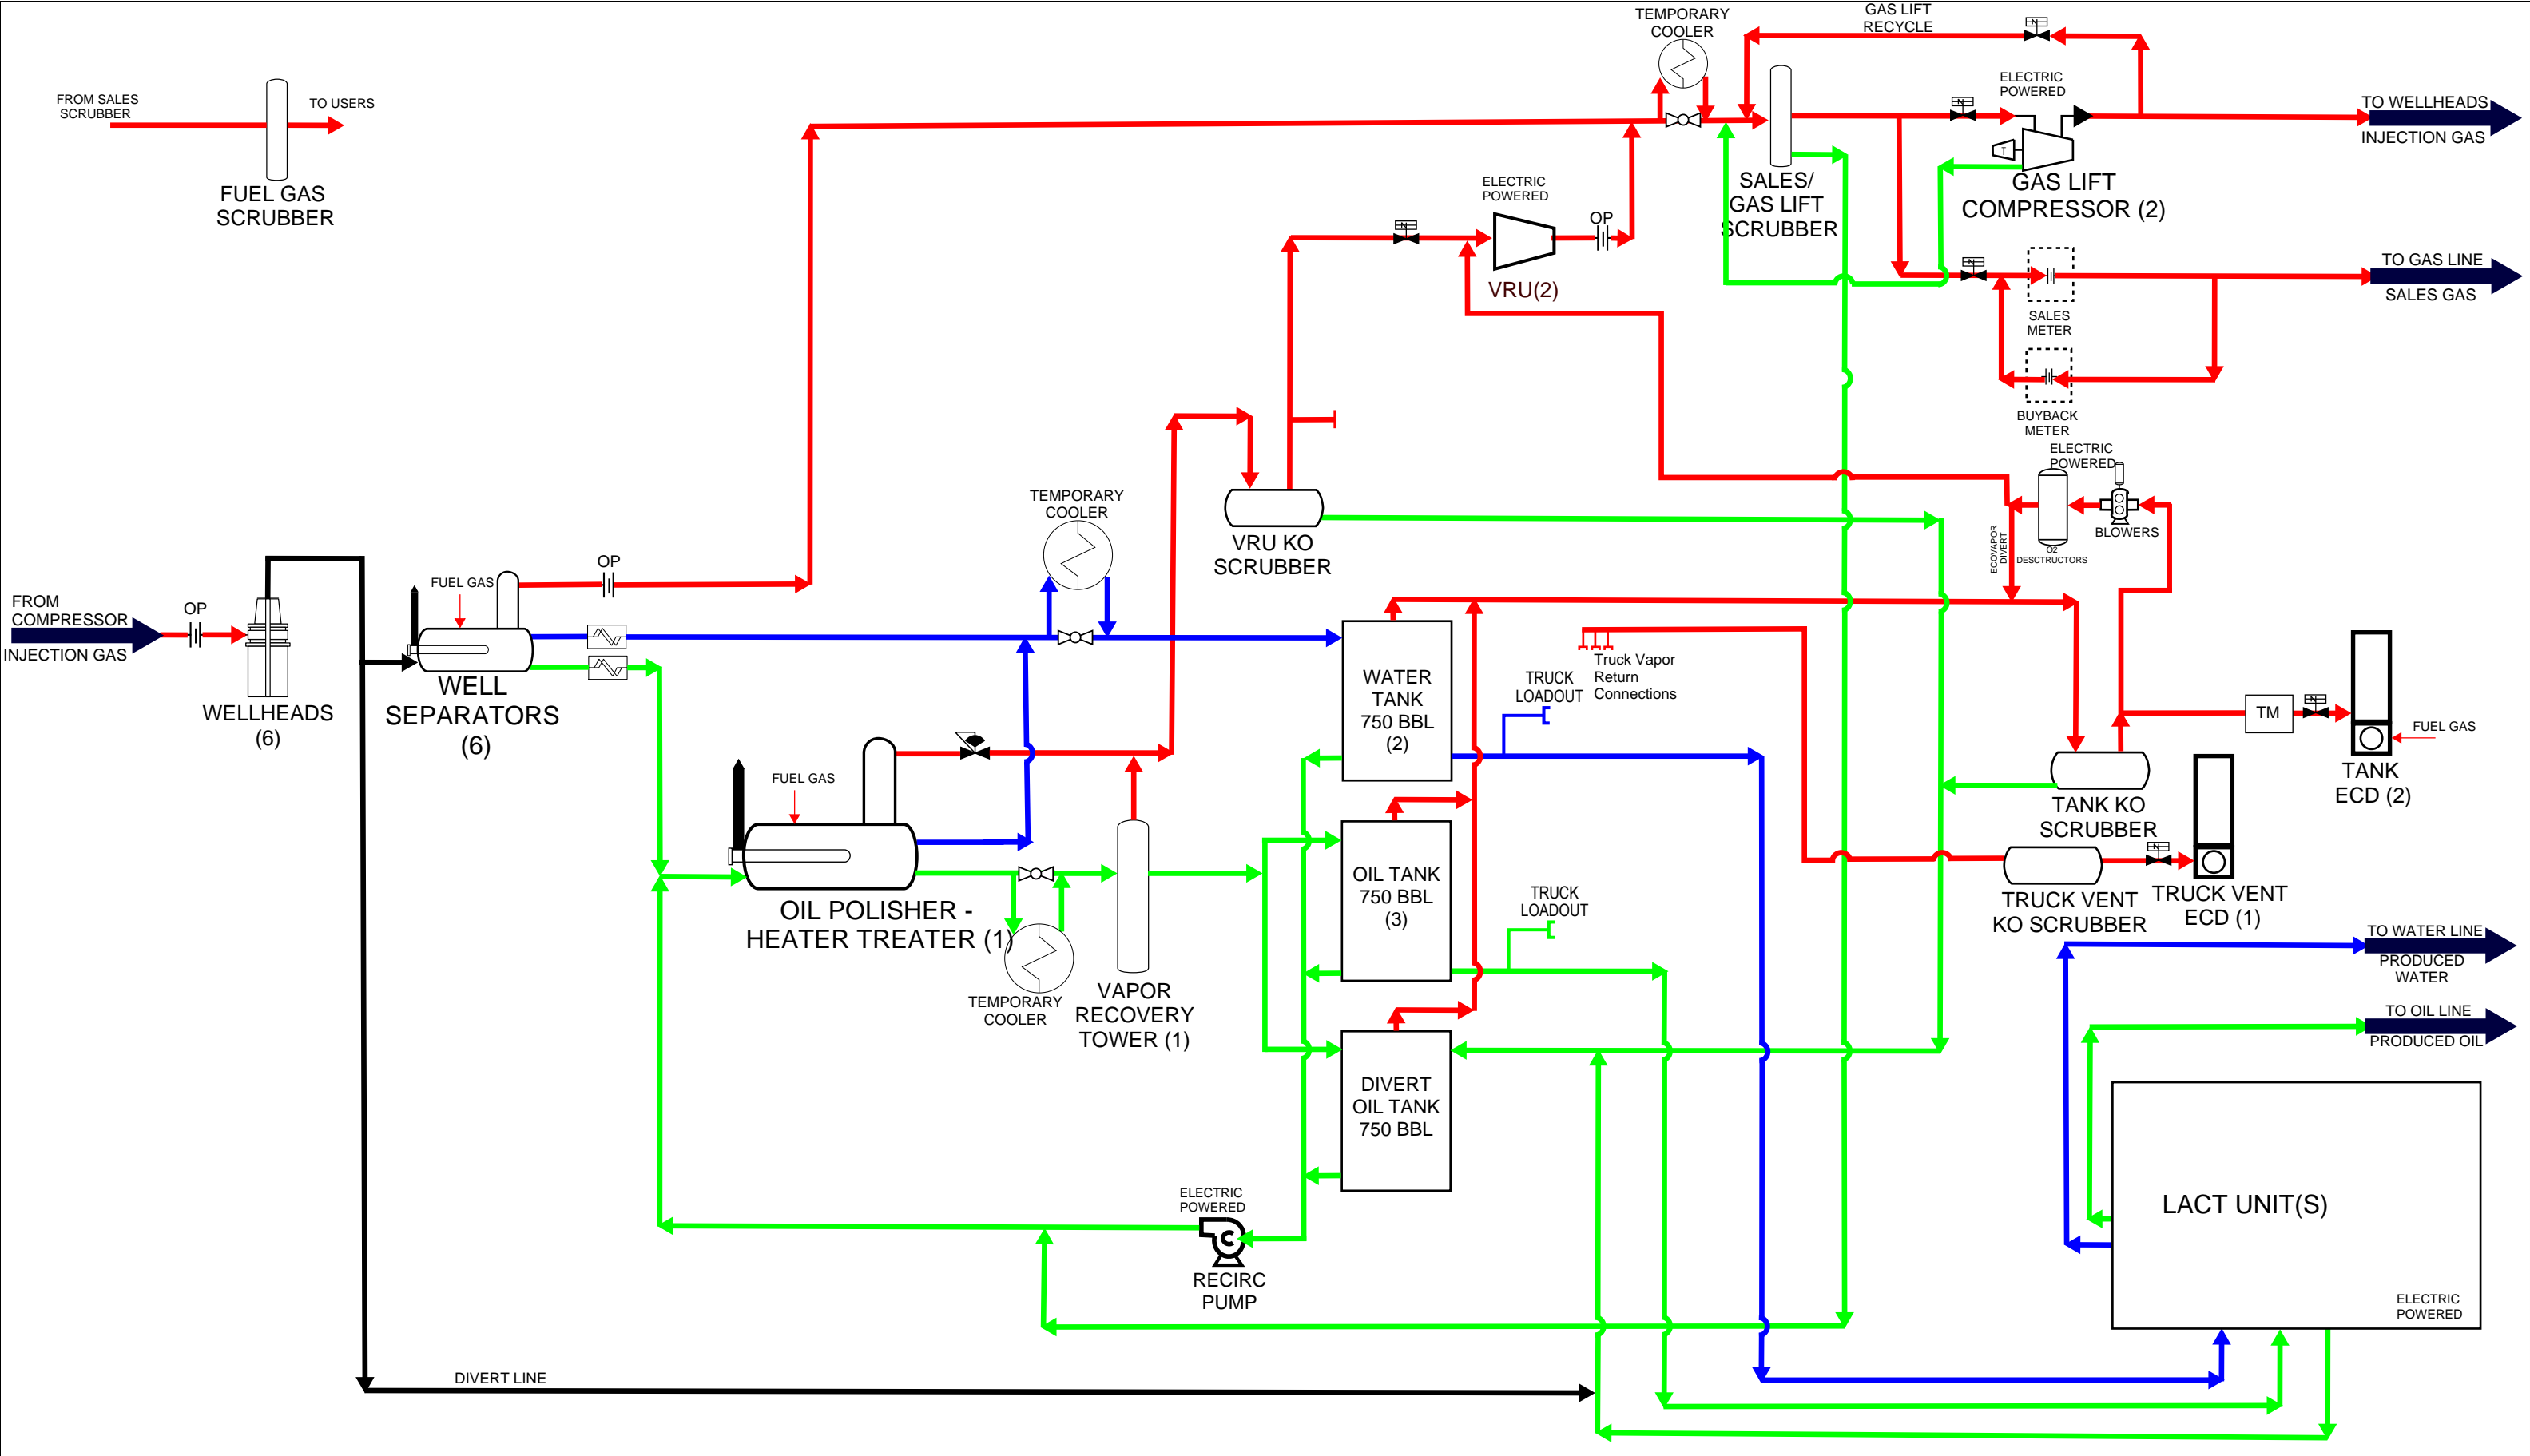 TEMPORARY
COOLER
GAS LIFT
RECYCLE
FROM SALES
SCRUBBER
TO USERS
FUEL GAS
SCRUBBER
ELECTRIC
POWERED
N
N
T
TO WELLHEADS
INJECTION GAS
SALES/
GAS LIFT
SCRUBBER
GAS LIFT
COMPRESSOR (2)
ELECTRIC
POWERED
N
OP
VRU(2)
N
TO GAS LINE
SALES GAS
SALES
METER
BUYBACK
METER
ELECTRIC
POWERED
BLOWERS
O2
DESCTRUCTORS
ECOVAPOR
DIVERT
TEMPORARY
COOLER
VRU KO
SCRUBBER
FROM
COMPRESSOR
INJECTION GAS
OP
WELLHEADS
(6)
FUEL GAS
OP
WELL
SEPARATORS
(6)
WATER
TANK
750 BBL
(2)
Truck Vapor
Return
Connections
TRUCK
LOADOUT
TM
N
FUEL GAS
TANK
ECD (2)
TANK KO
SCRUBBER
FUEL GAS
OIL POLISHER -
HEATER TREATER (1)
TEMPORARY
COOLER
VAPOR
RECOVERY
TOWER (1)
OIL TANK
750 BBL
(3)
TRUCK
LOADOUT
N
TRUCK VENT
KO SCRUBBER
TRUCK VENT
ECD (1)
TO WATER LINE
PRODUCED
WATER
TO OIL LINE
PRODUCED OIL
DIVERT
OIL TANK
750 BBL
ELECTRIC
POWERED
C
RECIRC
PUMP
LACT UNIT(S)
ELECTRIC
POWERED
DIVERT LINE